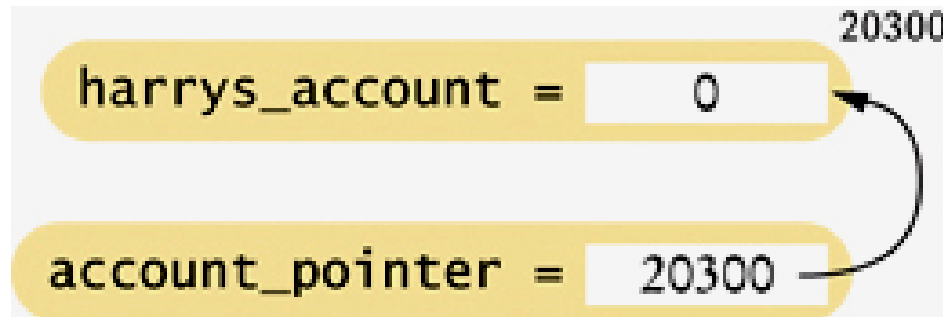 20300
harrys_account = 0
account_pointer = 20300